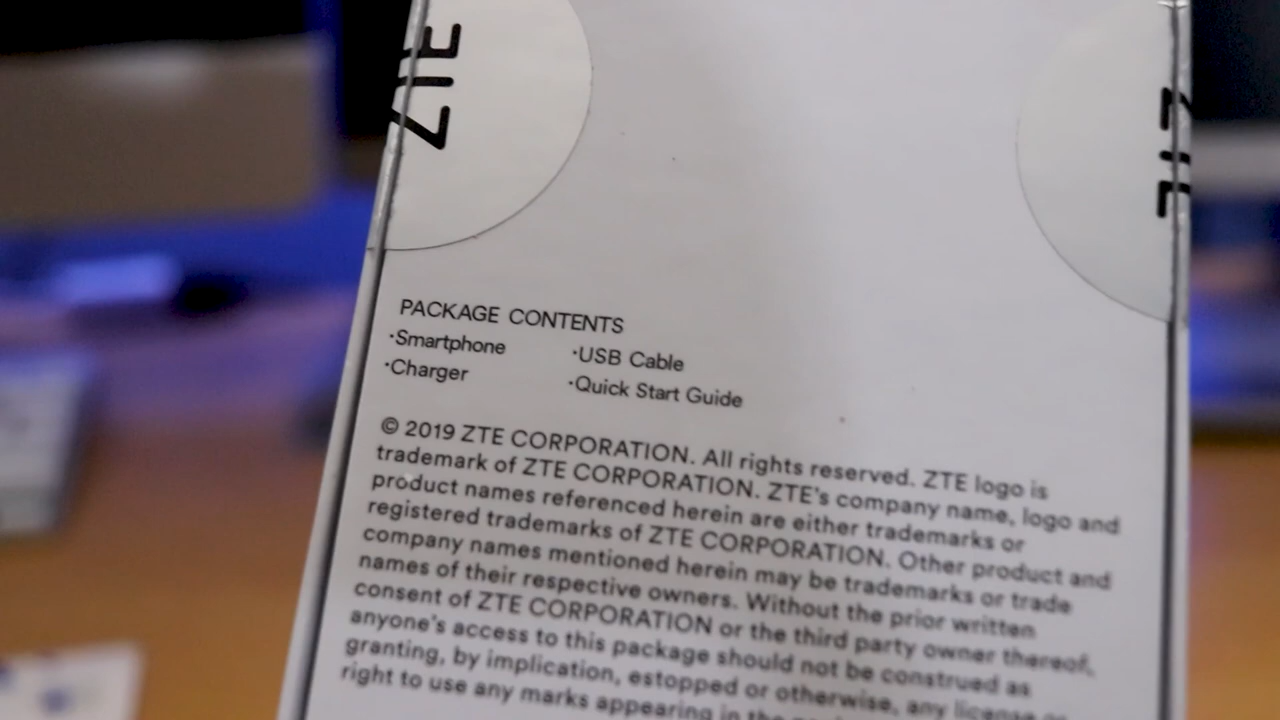 ZTE
ZTE
PACKAGE CONTENTS
·Smartphone ·USB Cable
·Charger ·Quick Start Guide
© 2019 ZTE CORPORATION. All rights reserved. ZTE logo is
trademark of ZTE CORPORATION. ZTE's company name, logo and
product names referenced herein are either trademarks or
registered trademarks of ZTE CORPORATION. Other product and
company names mentioned herein may be trademarks or trade
names of their respective owners. Without the prior written
consent of ZTE CORPORATION or the third party owner thereof,
anyone's access to this package should not be construed as
granting, by implication, estopped or otherwise, any license or
right to use any marks appearing in the